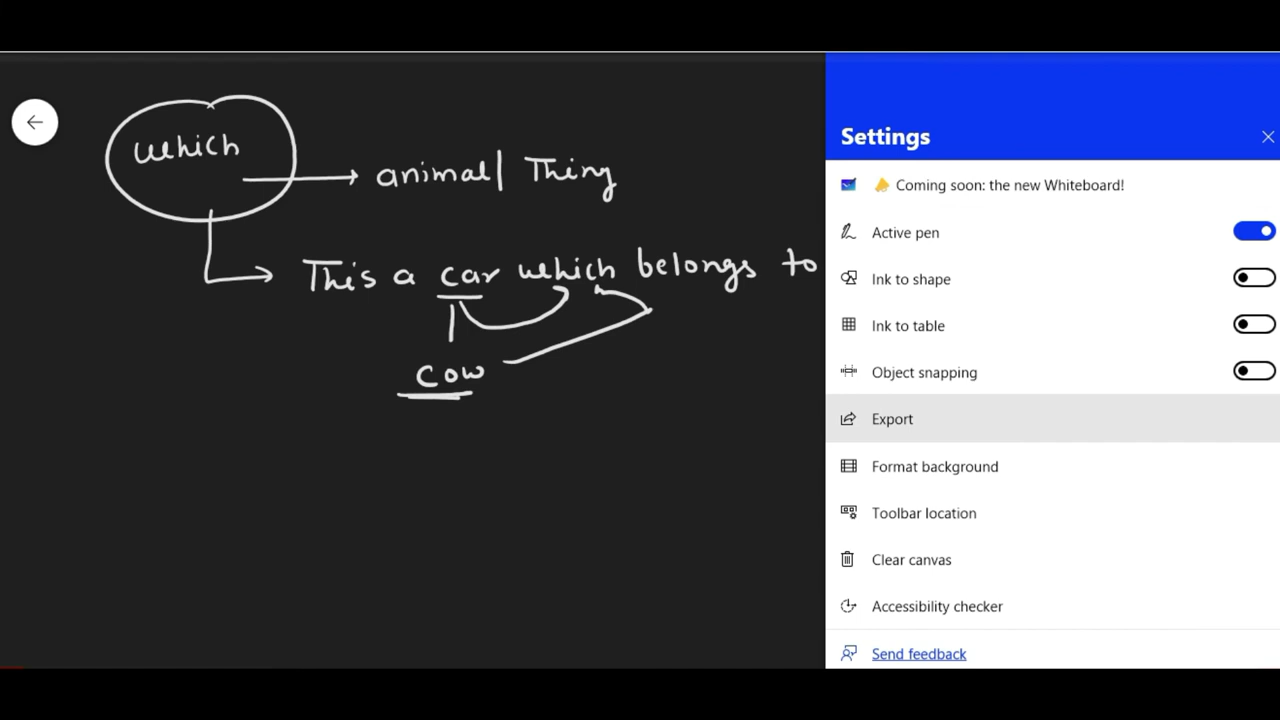 which
animal/ Thing
This a car which belongs to
cow
Settings
Coming soon: the new Whiteboard!
Active pen
Ink to shape
Ink to table
Object snapping
Export
Format background
Toolbar location
Clear canvas
Accessibility checker
Send feedback